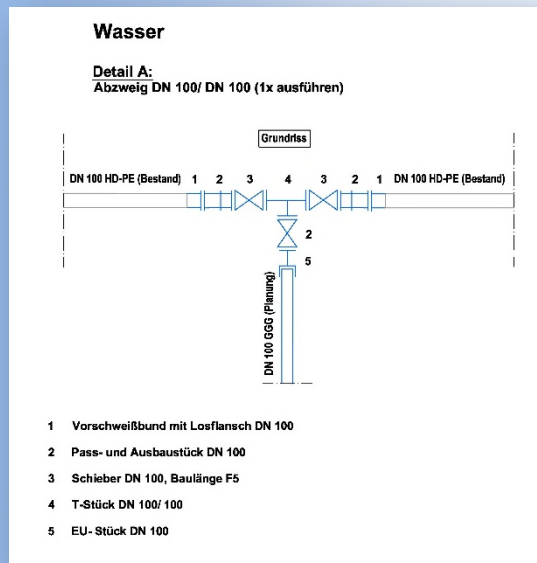 Wasser
Detail A:
Abzweig DN 100/ DN 100 (1x ausführen)
Grundriss
DN 100 HD-PE (Bestand) 1 2 3 4 3 2 1 DN 100 HD-PE (Bestand)
2
5
DN 100 GGG (Planung)
1 Vorschweißbund mit Losflansch DN 100
2 Pass- und Ausbaustück DN 100
3 Schieber DN 100, Baulänge F5
4 T-Stück DN 100/ 100
5 EU- Stück DN 100